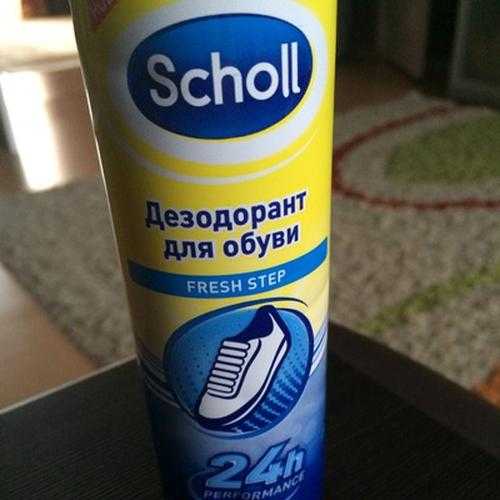 Scholl
Дезодорант
для обуви
FRESH STEP
24h
PERFORMANCE